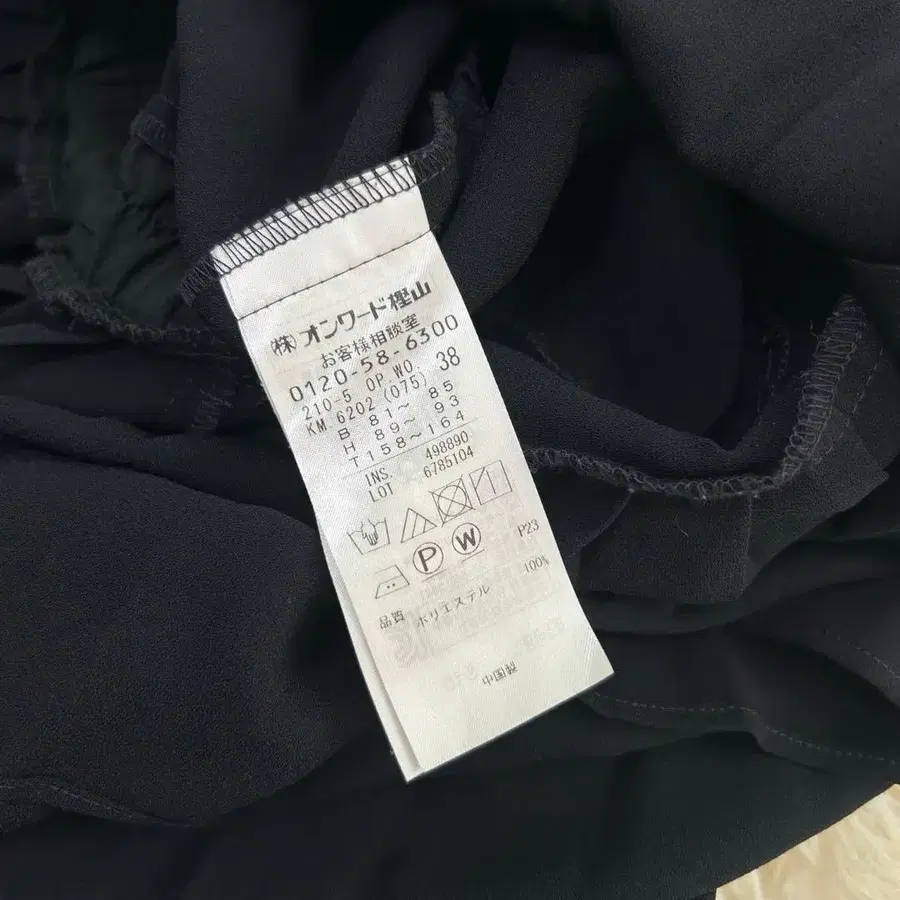 ㈱オンワード樫山
お客様相談室
0120-58-6300
210-5 OP.WO. 38
KM 6202 (075)
B 81～ 85
H 89～ 93
T158～164
INS. 498890
LOT 6785104
P W P23
品質 ポリエステル 100%
中国製